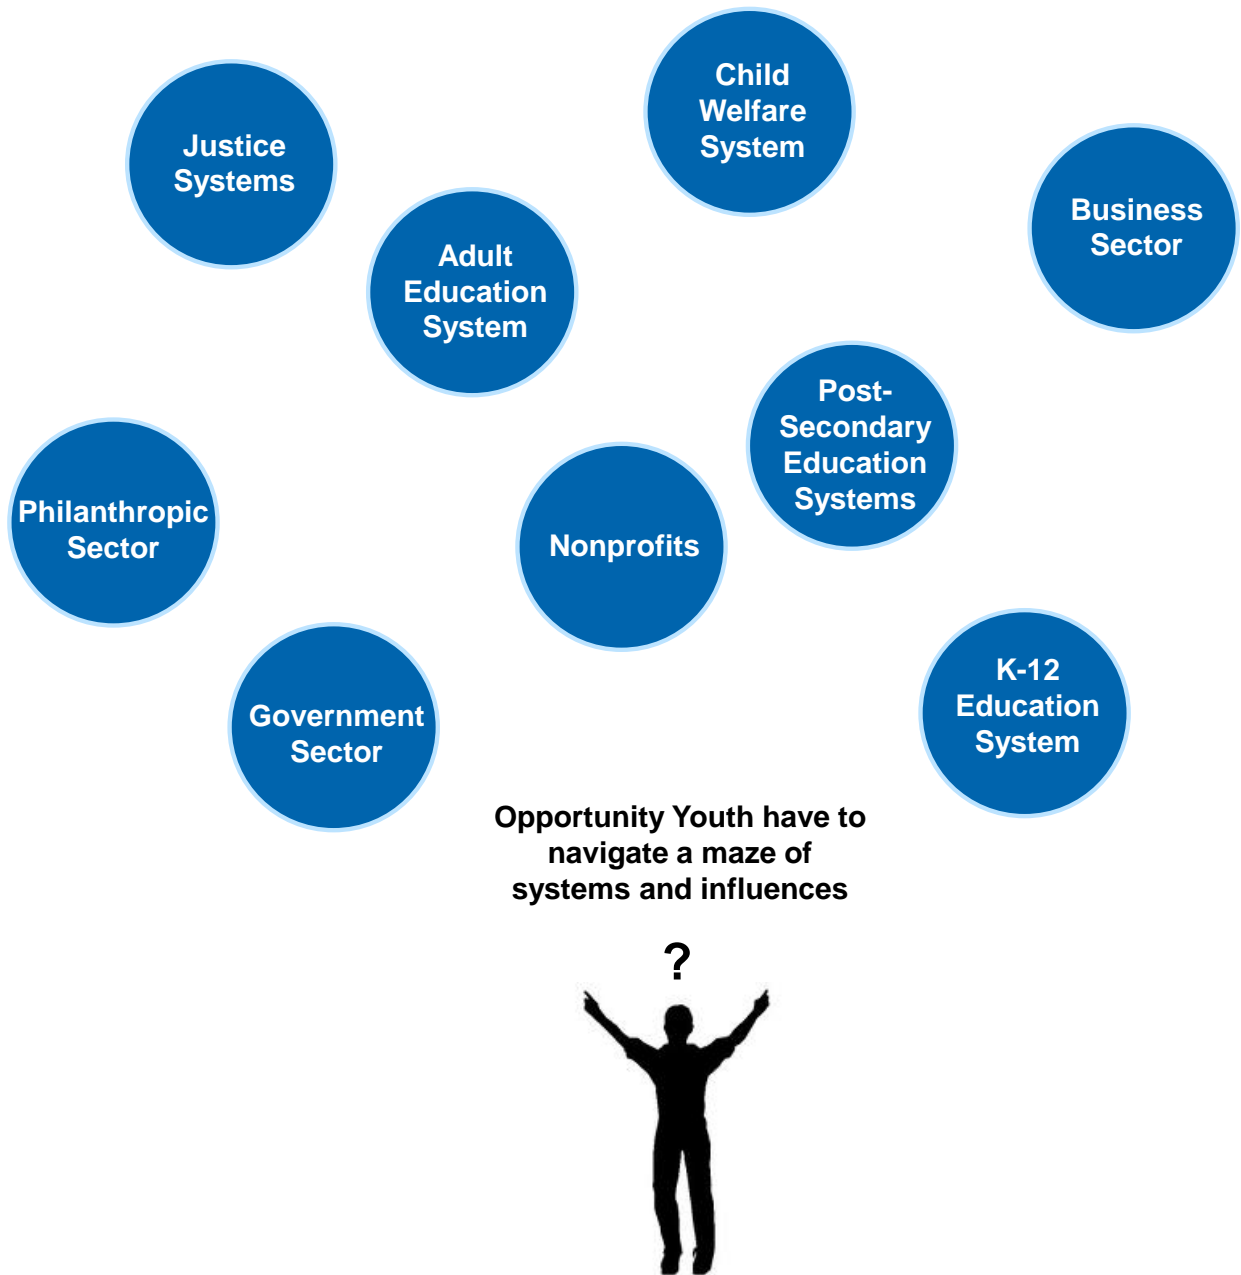 Child
Welfare
System
Justice
Systems
Business
Sector
Adult
Education
System
Post-
Secondary
Education
Systems
Philanthropic
Sector
Nonprofits
K-12
Education
System
Government
Sector
Opportunity Youth have to
navigate a maze of
systems and influences
?